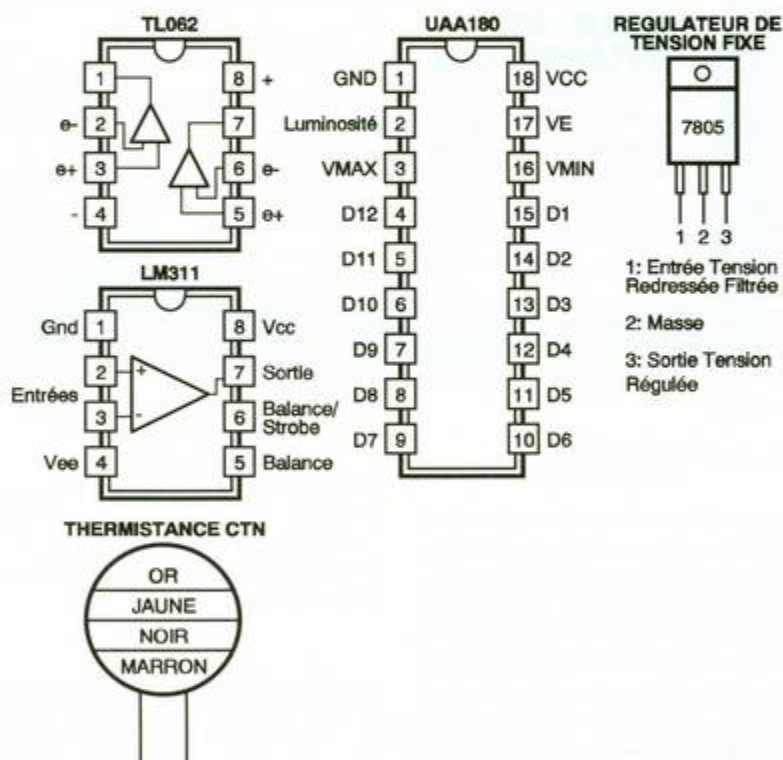 TL062
1
8
+
e-
2
7
e+
3
6
e-
-
4
5
e+
LM311
Gnd
1
8
Vcc
2
+
7
Sortie
Entrées
3
-
6
Balance/
Strobe
Vee
4
5
Balance
UAA180
GND
1
18
VCC
Luminosité
2
17
VE
VMAX
3
16
VMIN
D12
4
15
D1
D11
5
14
D2
D10
6
13
D3
D9
7
12
D4
D8
8
11
D5
D7
9
10
D6
REGULATEUR DE
TENSION FIXE
7805
1 2 3
1: Entrée Tension
Redressée Filtrée
2: Masse
3: Sortie Tension
Régulée
THERMISTANCE CTN
OR
JAUNE
NOIR
MARRON